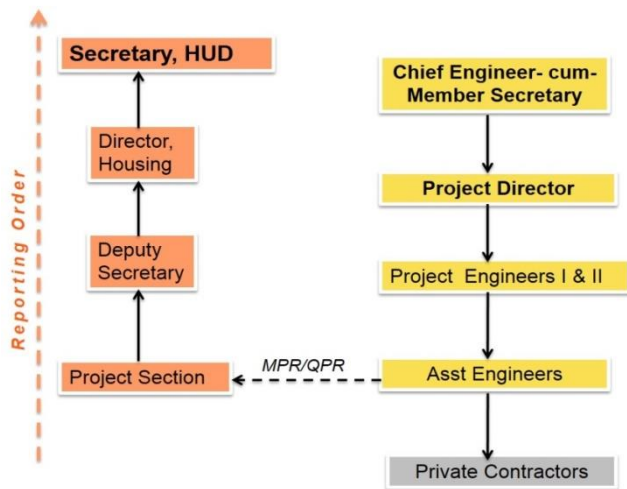 Reporting Order
Secretary, HUD
Director,
Housing
Deputy
Secretary
Project Section
MPR/QPR
Chief Engineer- cum-
Member Secretary
Project Director
Project Engineers I & II
Asst Engineers
Private Contractors